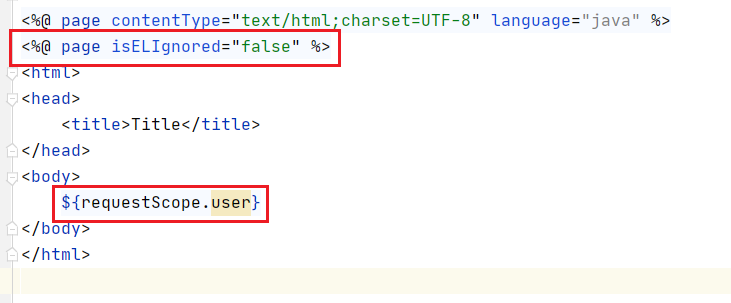 <%@ page contentType="text/html;charset=UTF-8" language="java" %>
<%@ page isELIgnored="false" %>
<html>
<head>
    <title>Title</title>
</head>
<body>
    ${requestScope.user}
</body>
</html>